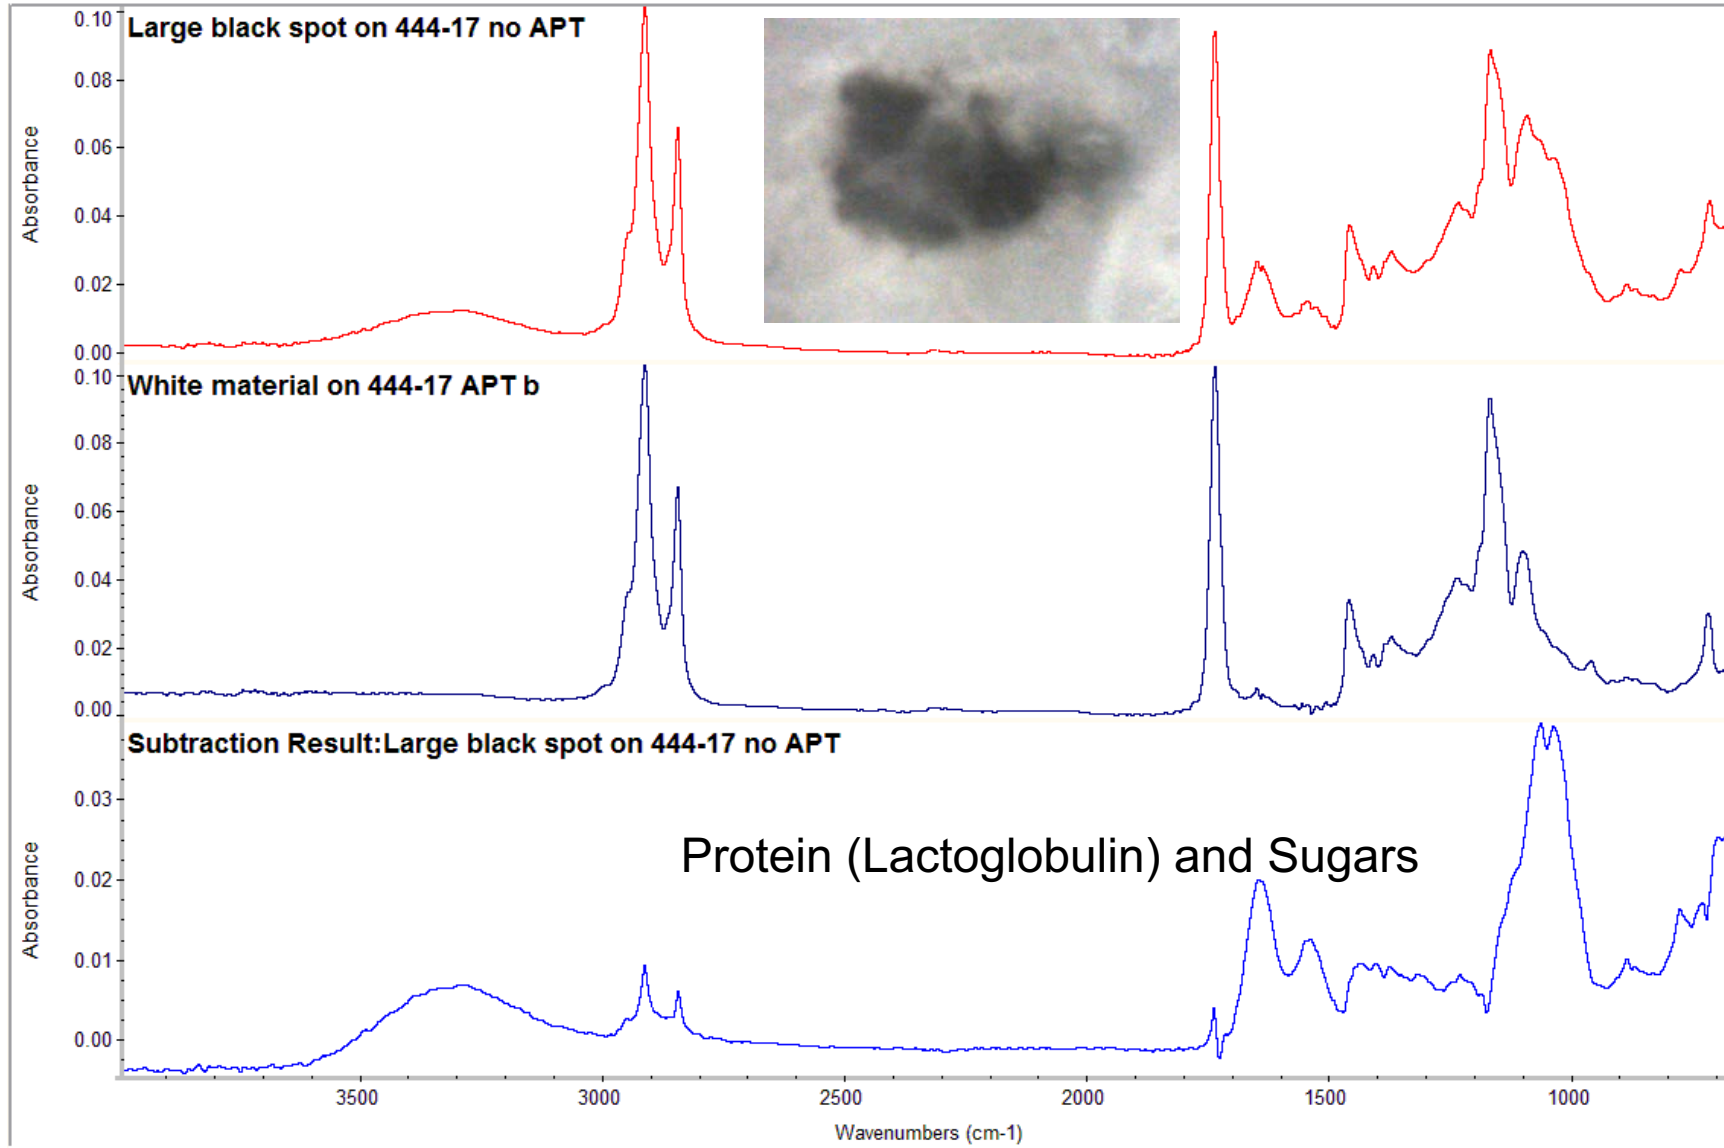 Large black spot on 444-17 no APT
0.10
0.08
0.06
0.04
0.02
0.00
Absorbance
White material on 444-17 APT b
0.10
0.08
0.06
0.04
0.02
0.00
Absorbance
Subtraction Result:Large black spot on 444-17 no APT
Protein (Lactoglobulin) and Sugars
0.03
0.02
0.01
0.00
Absorbance
3500 3000 2500 2000 1500 1000
Wavenumbers (cm-1)